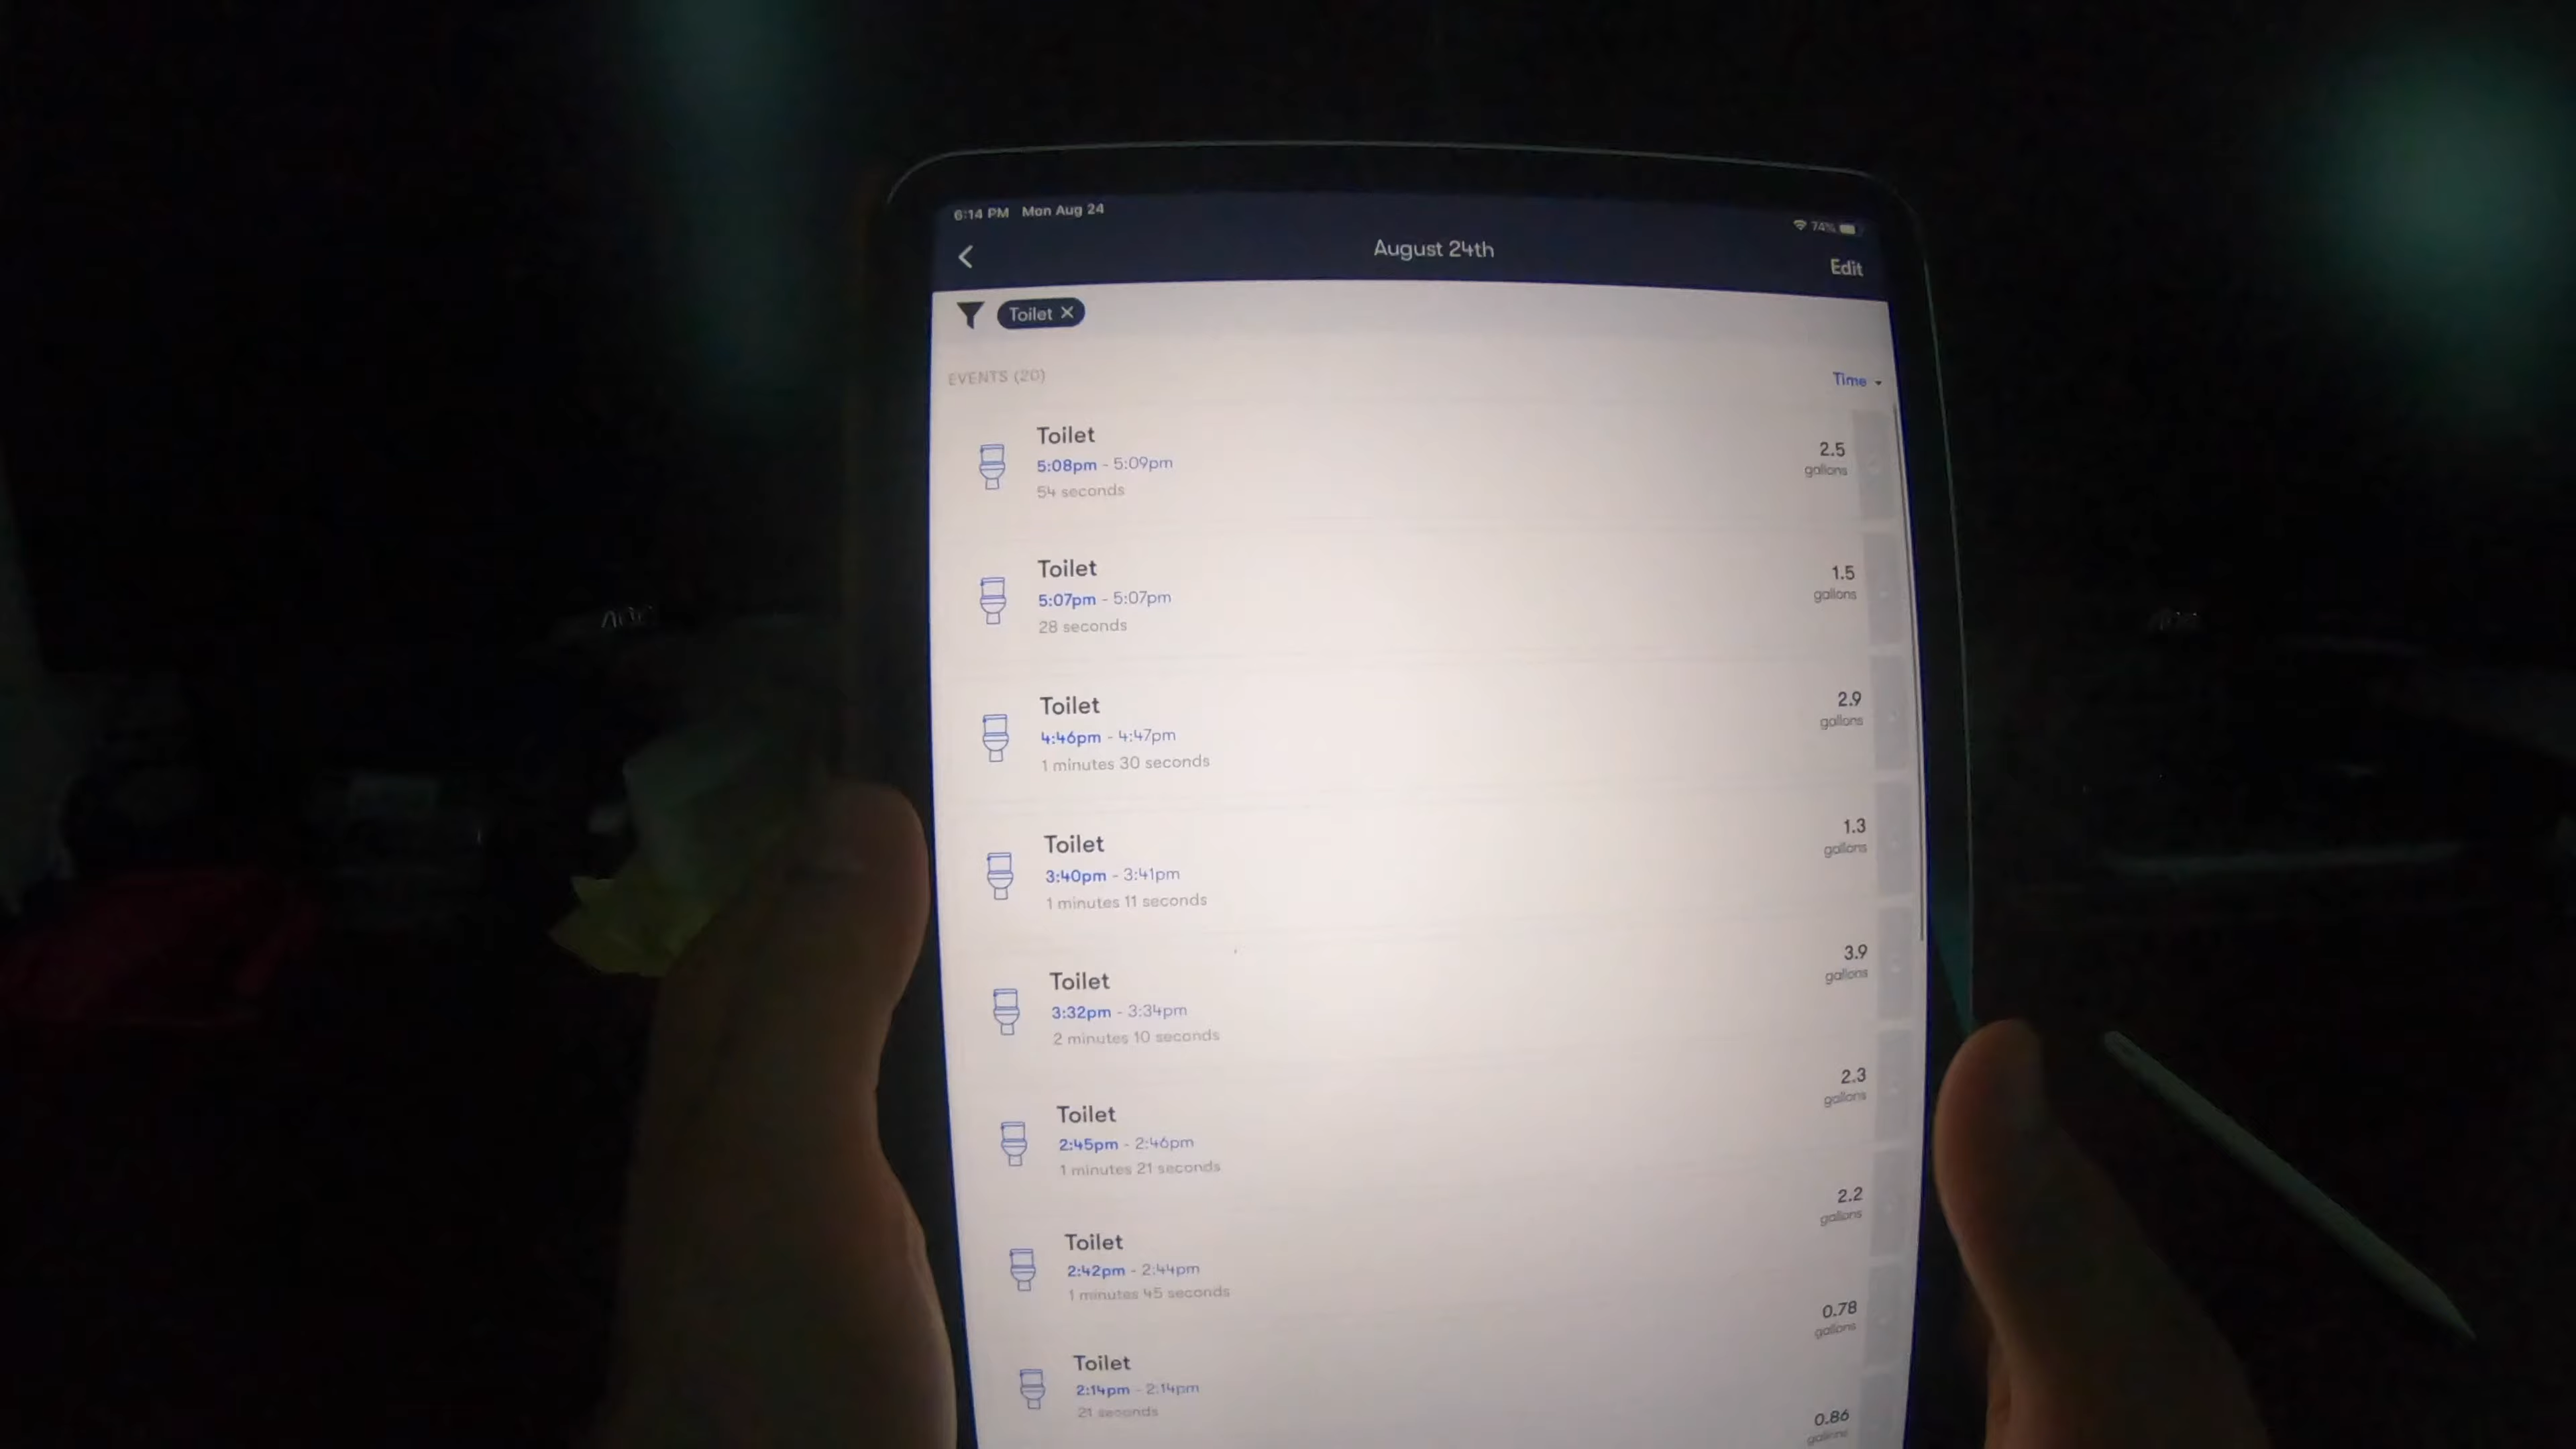 6:14 PM Mon Aug 24
74%
August 24th
Edit
Toilet ×
EVENTS (20)
Time
Toilet
5:08pm - 5:09pm
54 seconds
2.5
gallons
Toilet
5:07pm - 5:07pm
28 seconds
1.5
gallons
Toilet
4:46pm - 4:47pm
1 minutes 30 seconds
2.9
gallons
Toilet
3:40pm - 3:41pm
1 minutes 11 seconds
1.3
gallons
Toilet
3:32pm - 3:34pm
2 minutes 10 seconds
3.9
gallons
Toilet
2:45pm - 2:46pm
1 minutes 21 seconds
2.3
gallons
Toilet
2:42pm - 2:44pm
1 minutes 45 seconds
2.2
gallons
Toilet
2:14pm - 2:14pm
21 seconds
0.78
gallons
0.86
gallons